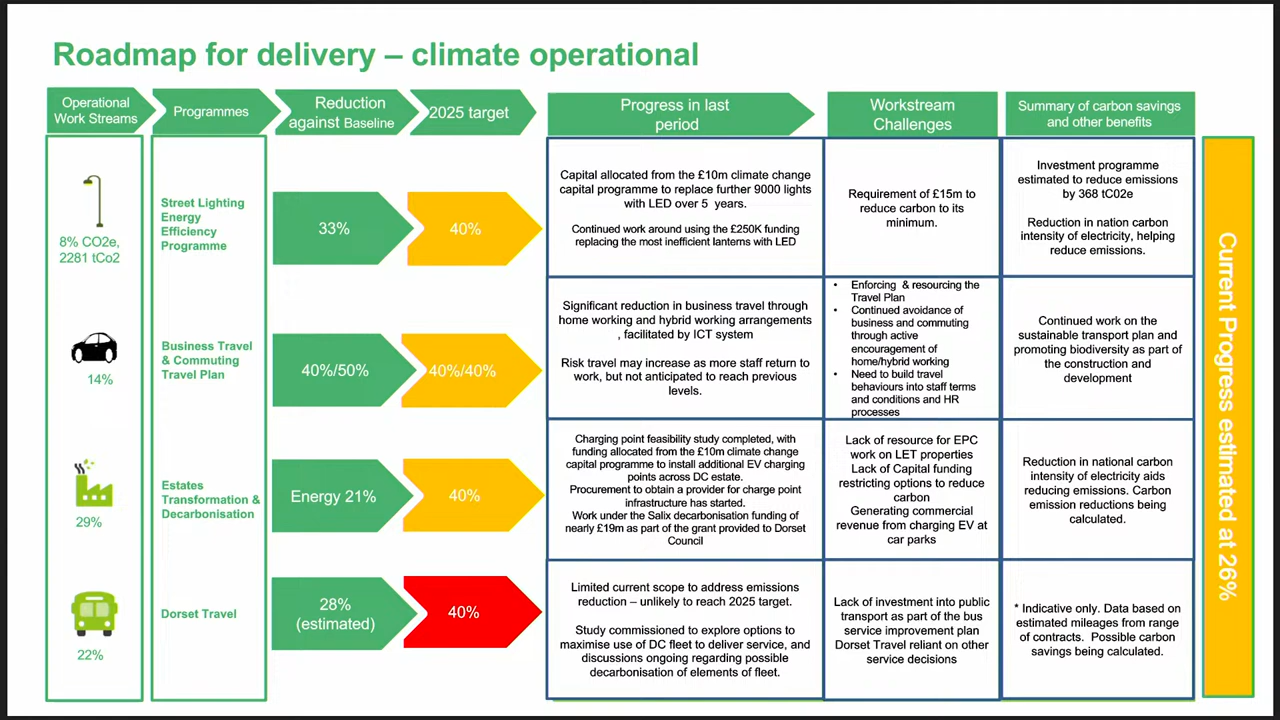 Roadmap for delivery – climate operational
Operational
Work Streams
Programmes
Reduction
against Baseline
2025 target
Progress in last
period
Workstream
Challenges
Summary of carbon savings
and other benefits
8% CO2e,
2281 tCo2
Street Lighting
Energy
Efficiency
Programme
33%
40%
Capital allocated from the £10m climate change
capital programme to replace further 9000 lights
with LED over 5 years.
Continued work around using the £250K funding
replacing the most inefficient lanterns with LED
Requirement of £15m to
reduce carbon to its
minimum.
Investment programme
estimated to reduce emissions
by 368 tC02e
Reduction in nation carbon
intensity of electricity, helping
reduce emissions.
14%
Business Travel
& Commuting
Travel Plan
40%/50%
40%/40%
Significant reduction in business travel through
home working and hybrid working arrangements
, facilitated by ICT system
Risk travel may increase as more staff return to
work, but not anticipated to reach previous
levels.
• Enforcing & resourcing the
Travel Plan
• Continued avoidance of
business and commuting
through active
encouragement of
home/hybrid working
• Need to build travel
behaviours into staff terms
and conditions and HR
processes
Continued work on the
sustainable transport plan and
promoting biodiversity as part of
the construction and
development
29%
Estates
Transformation &
Decarbonisation
Energy 21%
40%
Charging point feasibility study completed, with
funding allocated from the £10m climate change
capital programme to install additional EV charging
points across DC estate.
Procurement to obtain a provider for charge point
infrastructure has started.
Work under the Salix decarbonisation funding of
nearly £19m as part of the grant provided to Dorset
Council
Lack of resource for EPC
work on LET properties
Lack of Capital funding
restricting options to reduce
carbon
Generating commercial
revenue from charging EV at
car parks
Reduction in national carbon
intensity of electricity aids
reducing emissions. Carbon
emission reductions being
calculated.
22%
Dorset Travel
28%
(estimated)
40%
Limited current scope to address emissions
reduction – unlikely to reach 2025 target.
Study commissioned to explore options to
maximise use of DC fleet to deliver service, and
discussions ongoing regarding possible
decarbonisation of elements of fleet.
Lack of investment into public
transport as part of the bus
service improvement plan
Dorset Travel reliant on other
service decisions
* Indicative only. Data based on
estimated mileages from range
of contracts. Possible carbon
savings being calculated.
Current Progress estimated at 26%